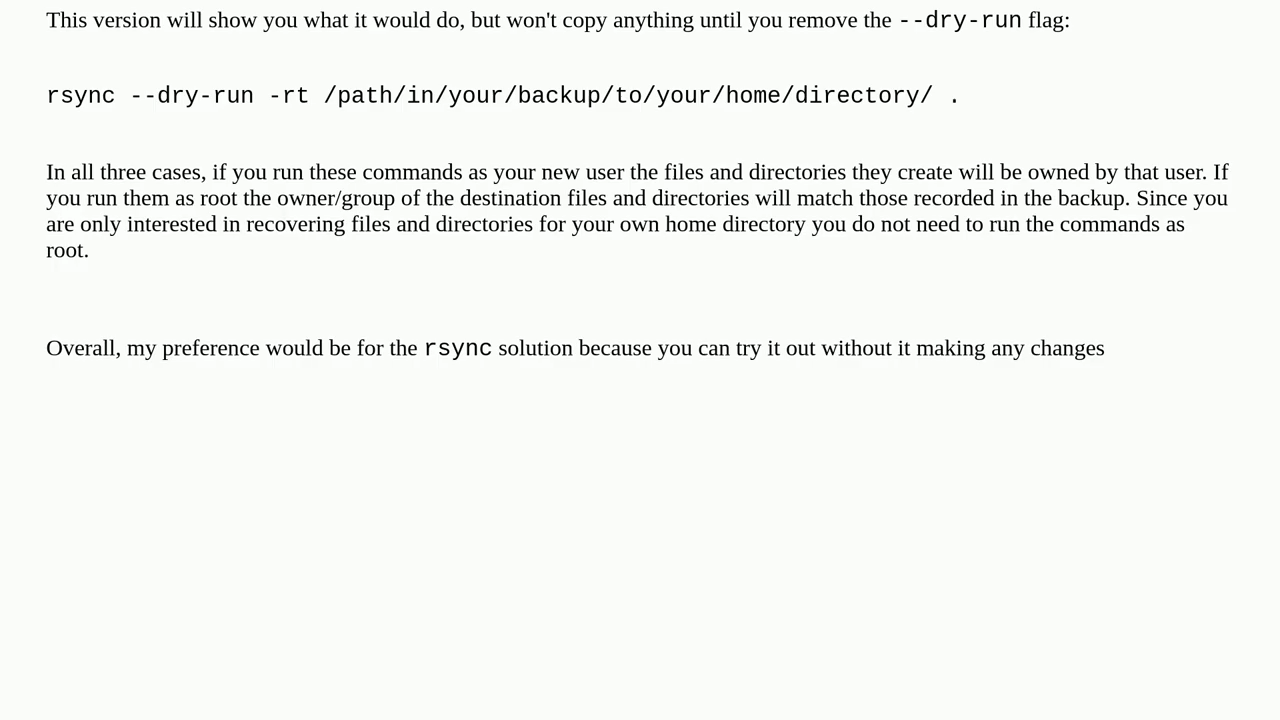 This version will show you what it would do, but won't copy anything until you remove the --dry-run flag:
rsync --dry-run -rt /path/in/your/backup/to/your/home/directory/ .
In all three cases, if you run these commands as your new user the files and directories they create will be owned by that user. If
you run them as root the owner/group of the destination files and directories will match those recorded in the backup. Since you
are only interested in recovering files and directories for your own home directory you do not need to run the commands as
root.
Overall, my preference would be for the rsync solution because you can try it out without it making any changes